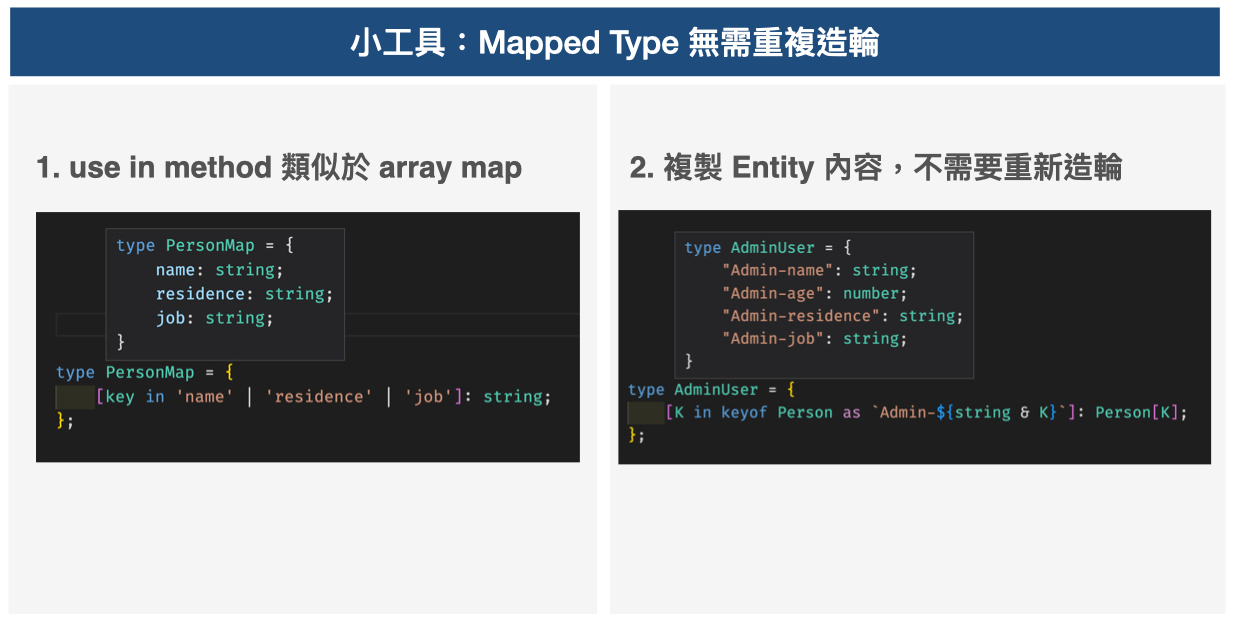 小工具：Mapped Type 無需重複造輪
1. use in method 類似於 array map
type PersonMap = {
    name: string;
    residence: string;
    job: string;
}
type PersonMap = {
    [key in 'name' | 'residence' | 'job']: string;
};
2. 複製 Entity 內容，不需要重新造輪
type AdminUser = {
    "Admin-name": string;
    "Admin-age": number;
    "Admin-residence": string;
    "Admin-job": string;
}
type AdminUser = {
    [K in keyof Person as `Admin-${string & K}`]: Person[K];
};